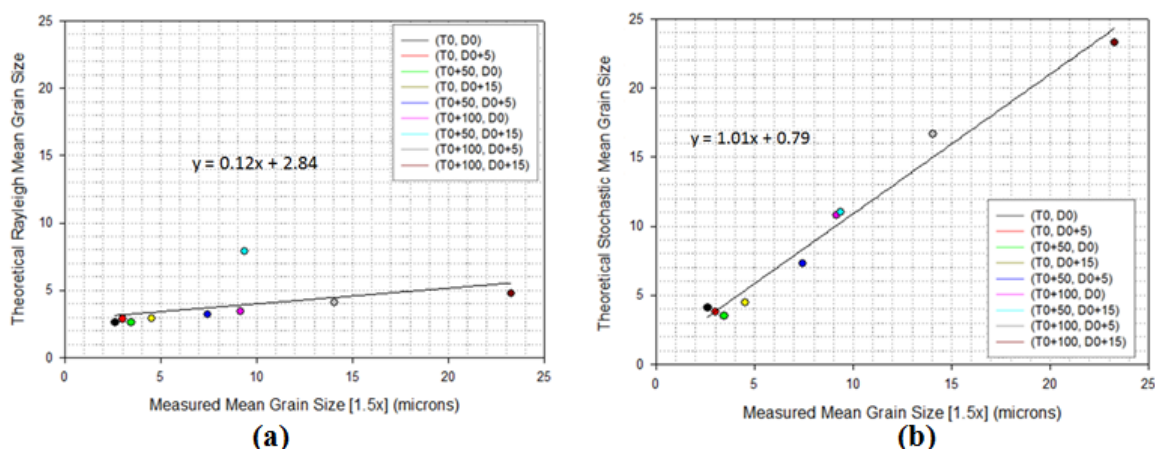 25
20
15
10
5
0
Theoretical Rayleigh Mean Grain Size
(T0, D0)
(T0, D0+5)
(T0+50, D0)
(T0, D0+15)
(T0+50, D0+5)
(T0+100, D0)
(T0+50, D0+15)
(T0+100, D0+5)
(T0+100, D0+15)
y = 0.12x + 2.84
0 5 10 15 20 25
Measured Mean Grain Size [1.5x] (microns)
(a)
25
20
15
10
5
0
Theoretical Stochastic Mean Grain Size
y = 1.01x + 0.79
(T0, D0)
(T0, D0+5)
(T0+50, D0)
(T0, D0+15)
(T0+50, D0+5)
(T0+100, D0)
(T0+50, D0+15)
(T0+100, D0+5)
(T0+100, D0+15)
0 5 10 15 20 25
Measured Mean Grain Size [1.5x] (microns)
(b)